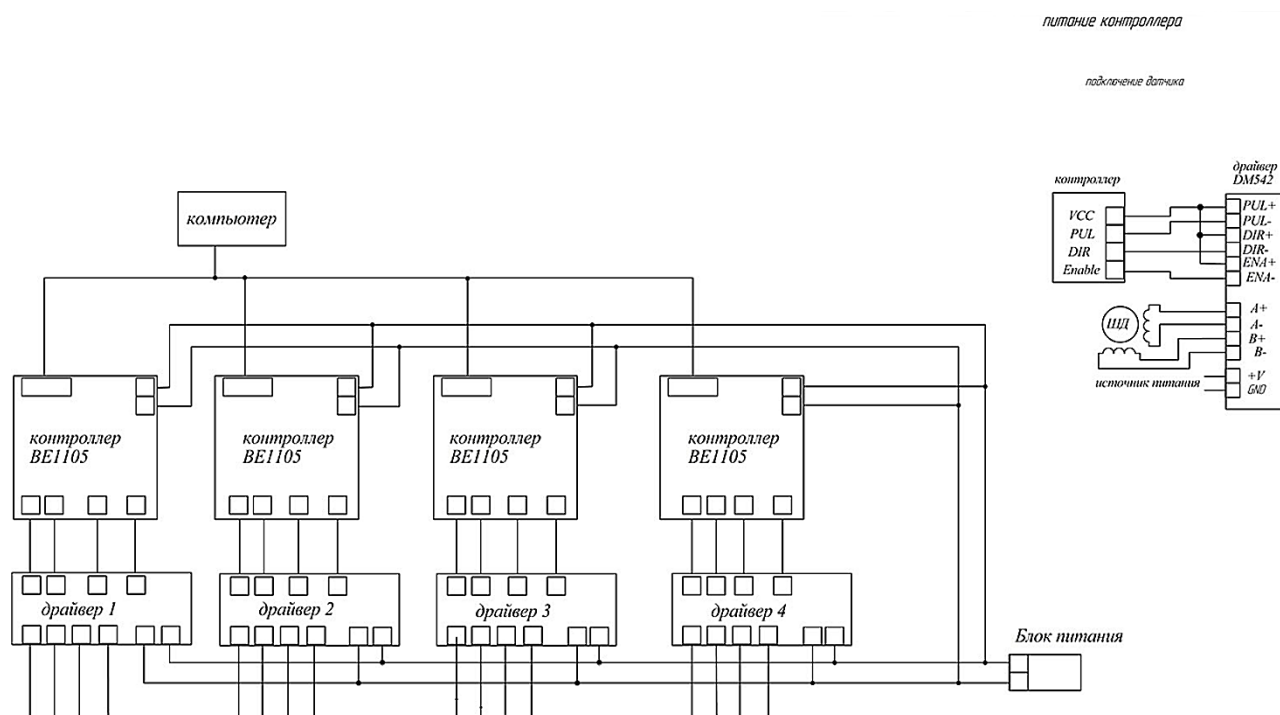 питание контроллера
подключение датчика
компьютер
контроллер
BE1105
контроллер
BE1105
контроллер
BE1105
контроллер
BE1105
драйвер 1
драйвер 2
драйвер 3
драйвер 4
Блок питания
контроллер
VCC
PUL
DIR
Enable
драйвер
DM542
PUL+
PUL-
DIR+
DIR-
ENA+
ENA-
ШД
A+
A-
B+
B-
источник питания
+V
GND